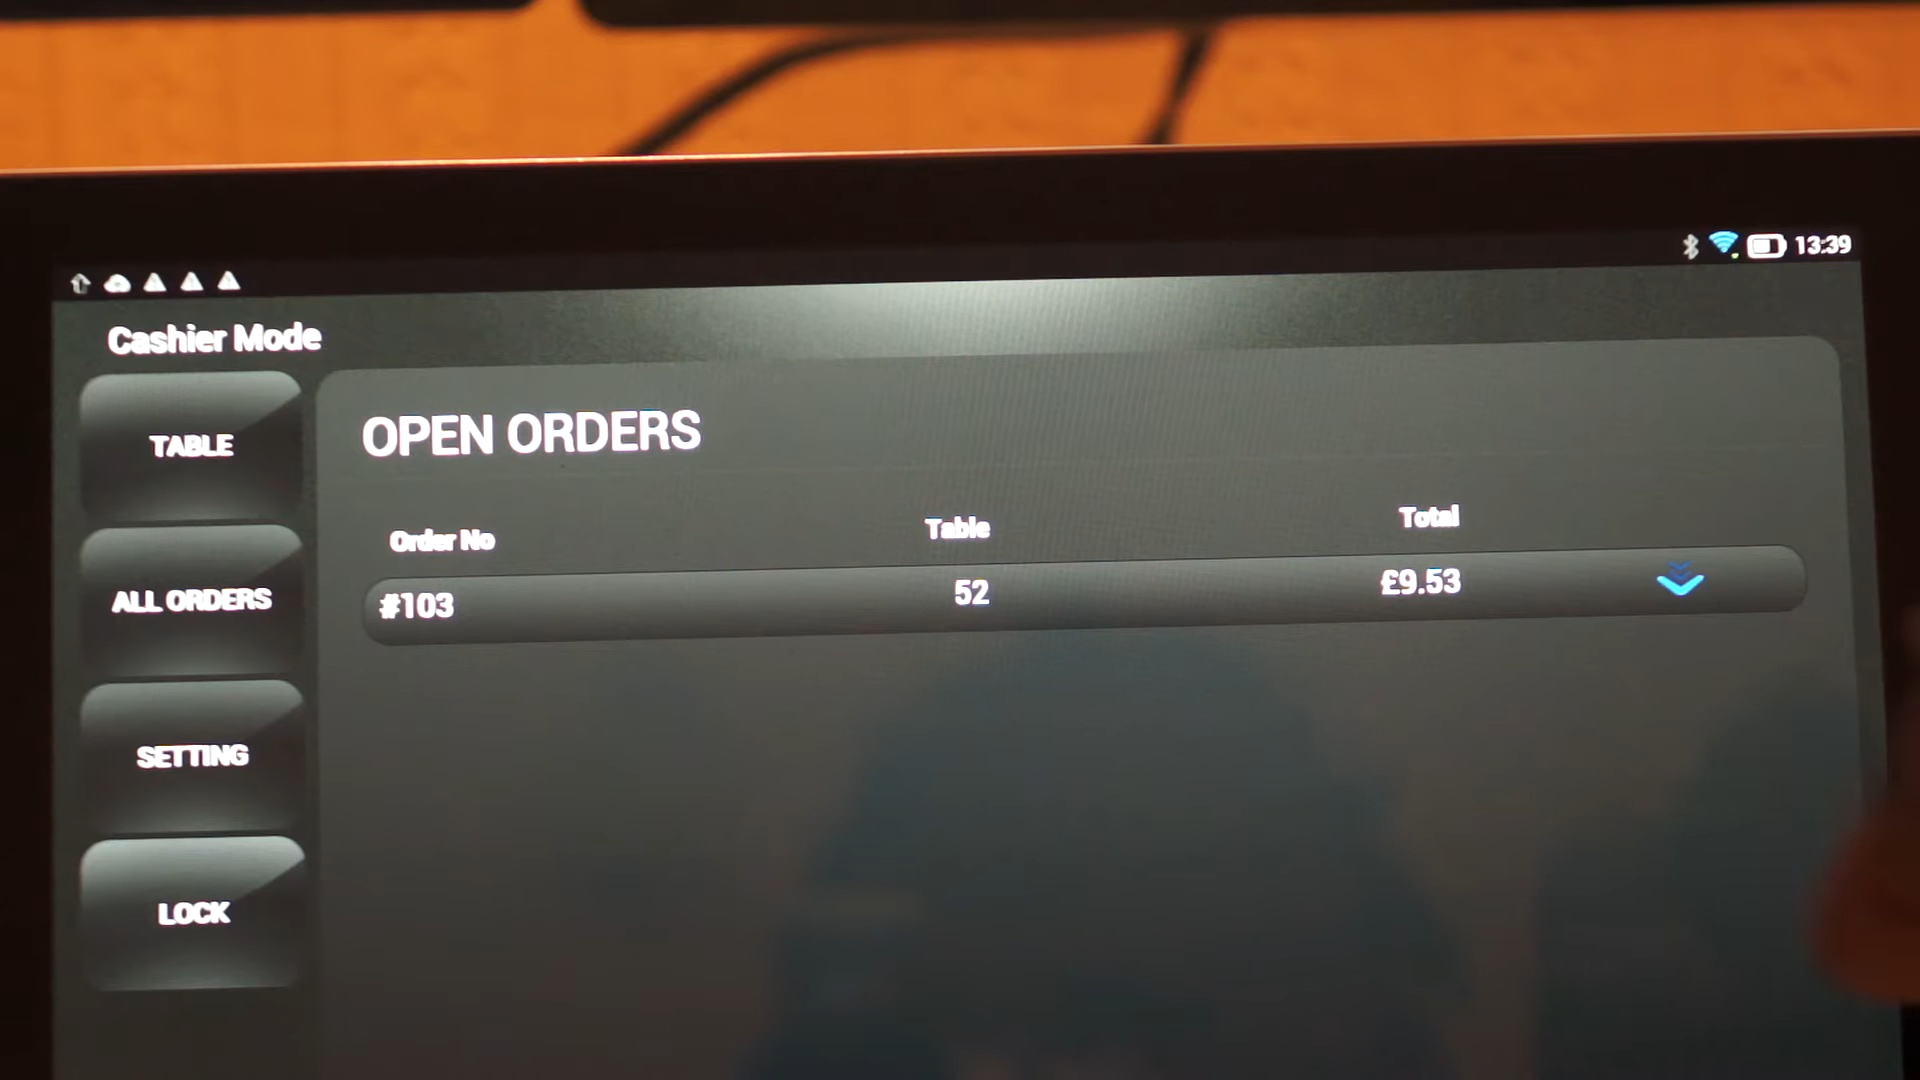 13:39
Cashier Mode
TABLE
ALL ORDERS
SETTING
LOCK
OPEN ORDERS
Order No Table Total
#103 52 £9.53